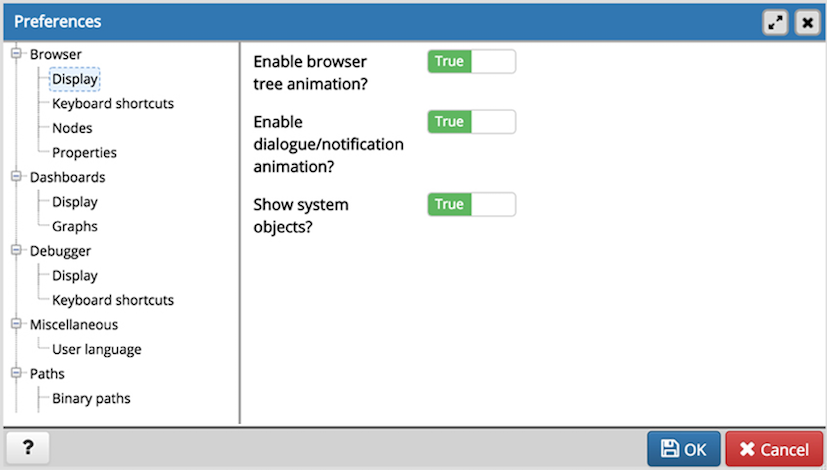 Preferences
Browser
Display
Keyboard shortcuts
Nodes
Properties
Dashboards
Display
Graphs
Debugger
Display
Keyboard shortcuts
Miscellaneous
User language
Paths
Binary paths
Enable browser
tree animation?
True
Enable
dialogue/notification
animation?
True
Show system
objects?
True
?
OK
Cancel